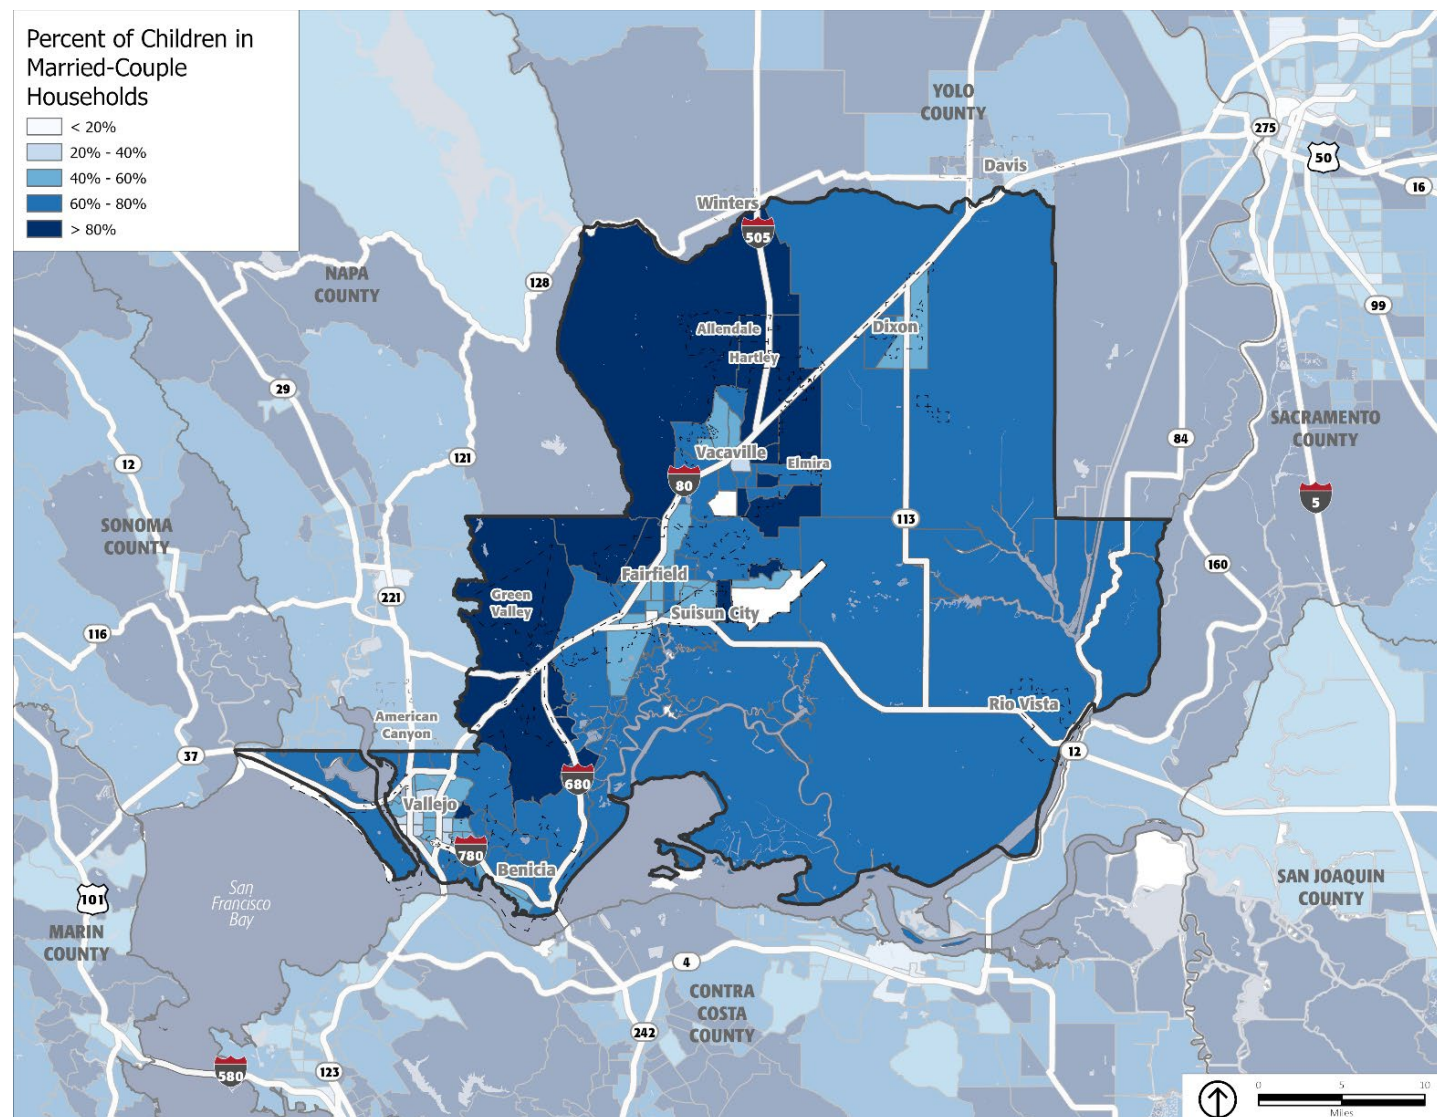 Percent of Children in
Married-Couple
Households
< 20%
20% - 40%
40% - 60%
60% - 80%
> 80%
YOLO
COUNTY
275
50
16
Davis
Winters
505
NAPA
COUNTY
128
99
Allendale
Dixon
Hartley
29
SACRAMENTO
COUNTY
84
12
121
Vacaville
Elmira
80
5
SONOMA
COUNTY
113
160
Fairfield
Green
Valley
221
Suisun City
116
American
Canyon
Rio Vista
37
12
680
Vallejo
780
Benicia
San
Francisco
Bay
101
SAN JOAQUIN
COUNTY
MARIN
COUNTY
4
CONTRA
COSTA
COUNTY
242
580
123
0 5 10
Miles